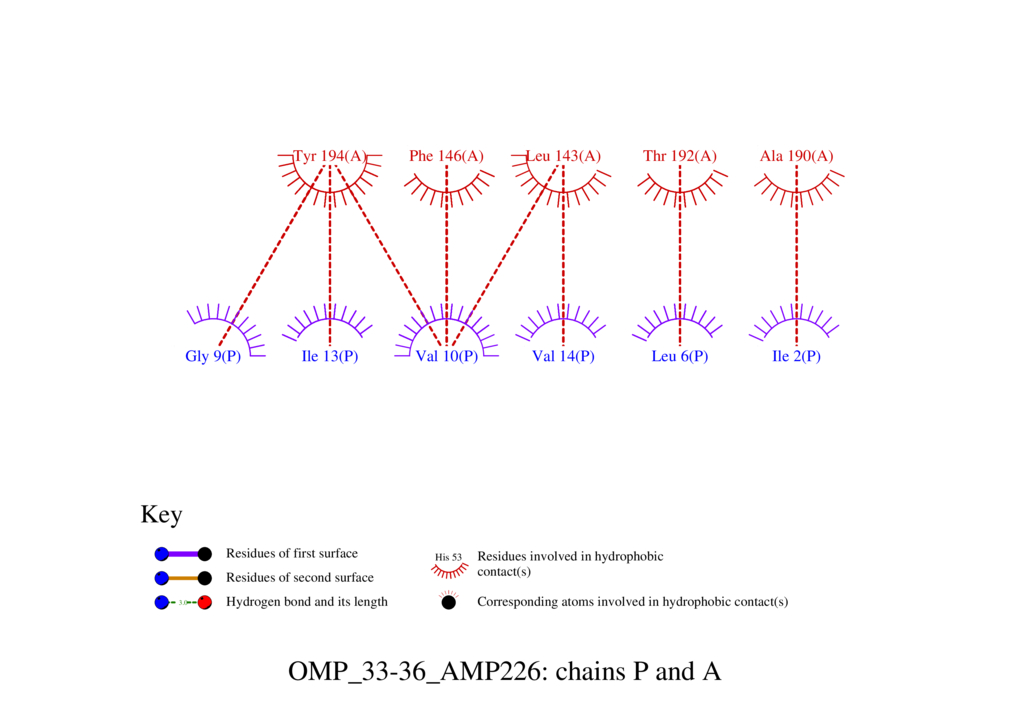 Tyr 194(A) Phe 146(A) Leu 143(A) Thr 192(A) Ala 190(A)
Gly 9(P) Ile 13(P) Val 10(P) Val 14(P) Leu 6(P) Ile 2(P)
Key
Residues of first surface
Residues of second surface
3.0
Hydrogen bond and its length
His 53
Residues involved in hydrophobic
contact(s)
Corresponding atoms involved in hydrophobic contact(s)
OMP_33-36_AMP226: chains P and A